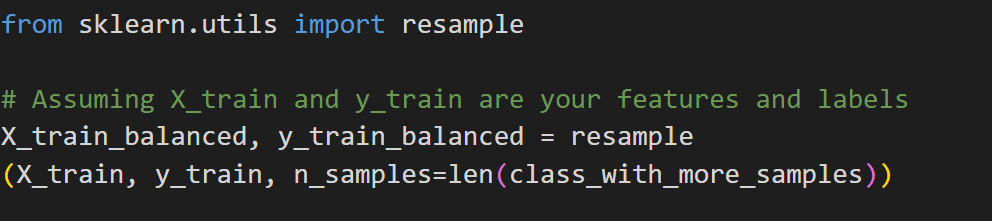 from sklearn.utils import resample
# Assuming X_train and y_train are your features and labels
X_train_balanced, y_train_balanced = resample
(X_train, y_train, n_samples=len(class_with_more_samples))